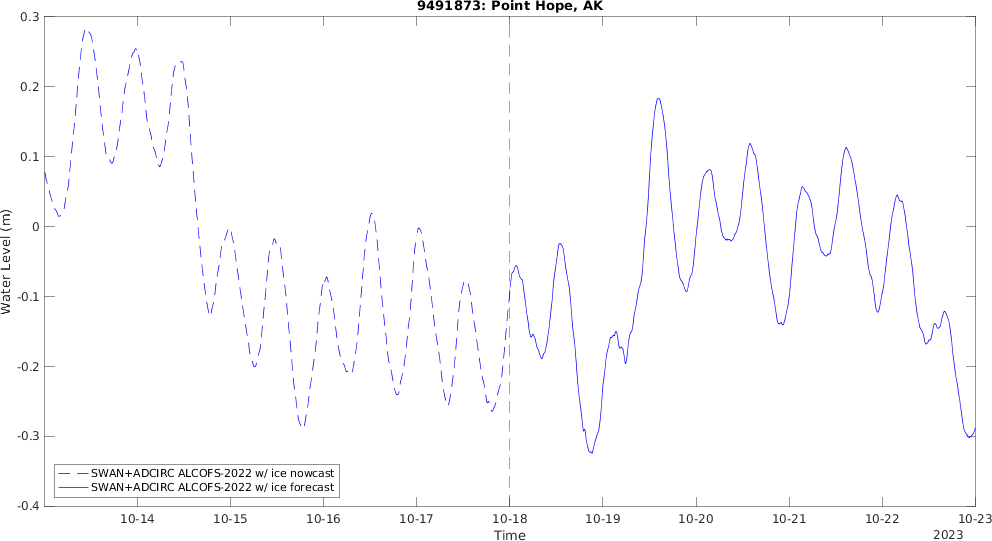 9491873: Point Hope, AK
0.3
0.2
0.1
0
-0.1
-0.2
-0.3
-0.4
Water Level (m)
SWAN+ADCIRC ALCOFS-2022 w/ ice nowcast
SWAN+ADCIRC ALCOFS-2022 w/ ice forecast
10-14 10-15 10-16 10-17 10-18 10-19 10-20 10-21 10-22 10-23
Time
2023